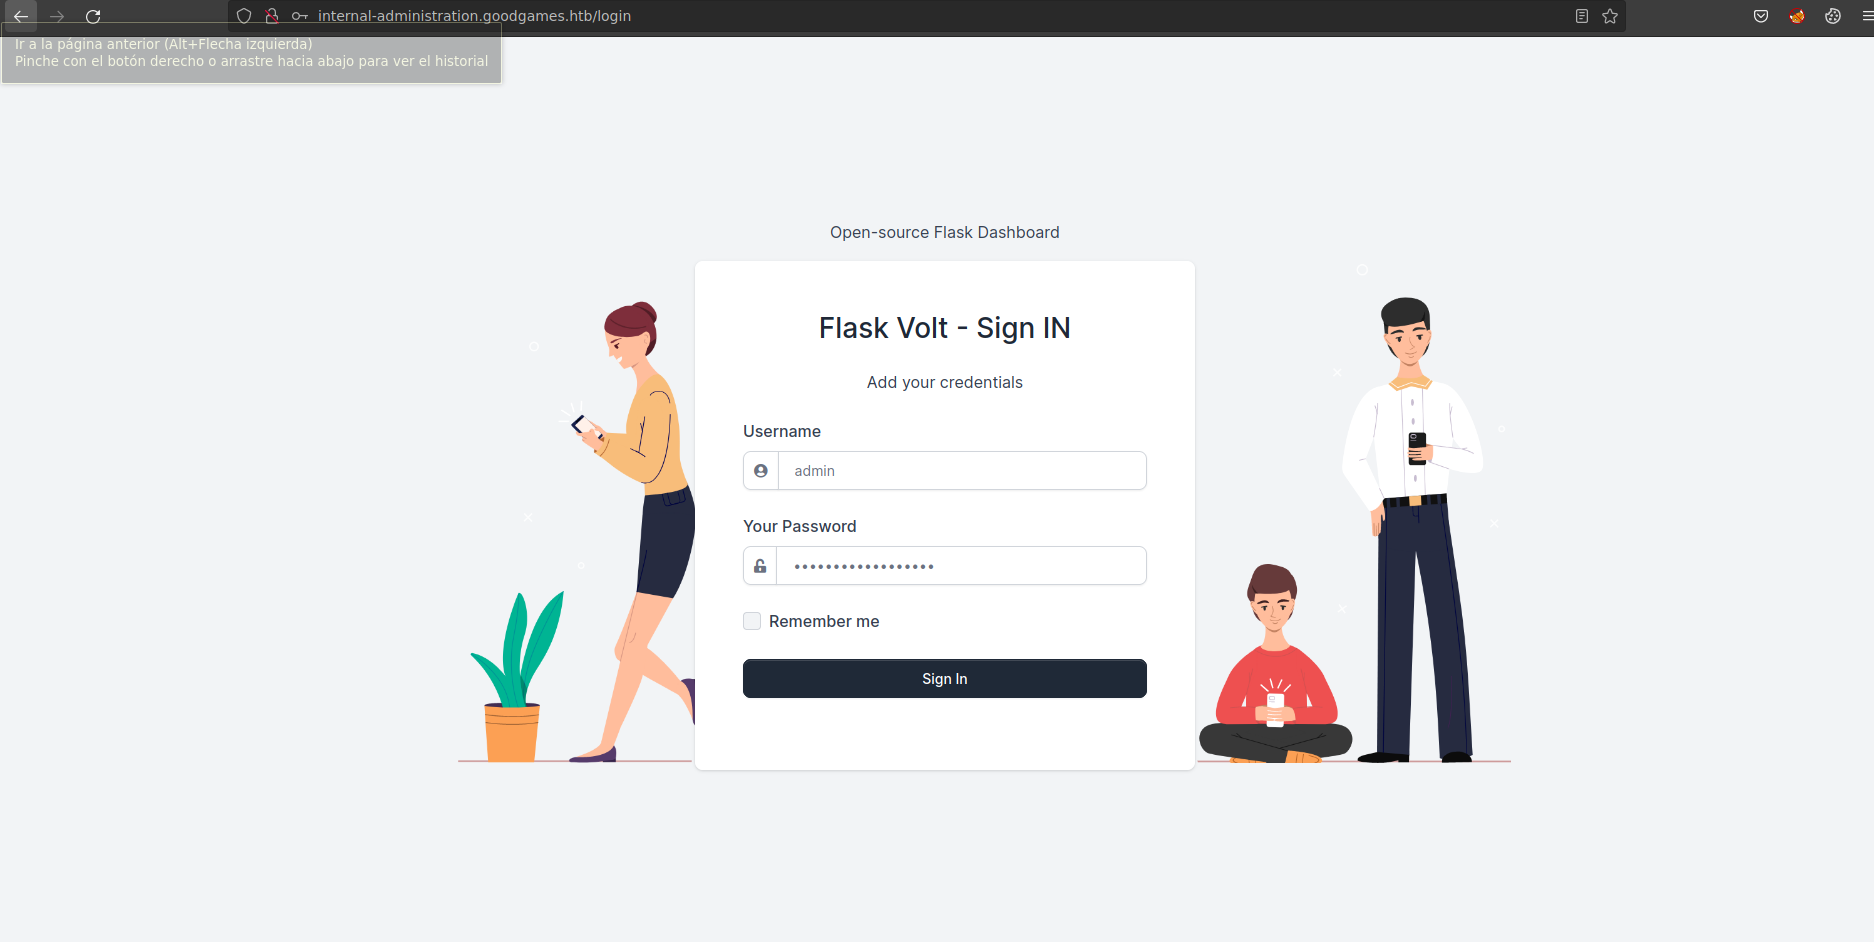 internal-administration.goodgames.htb/login
Ir a la página anterior (Alt+Flecha izquierda)
Pinche con el botón derecho o arrastre hacia abajo para ver el historial
Open-source Flask Dashboard
Flask Volt - Sign IN
Add your credentials
Username
admin
Your Password
••••••••••••••••••
Remember me
Sign In